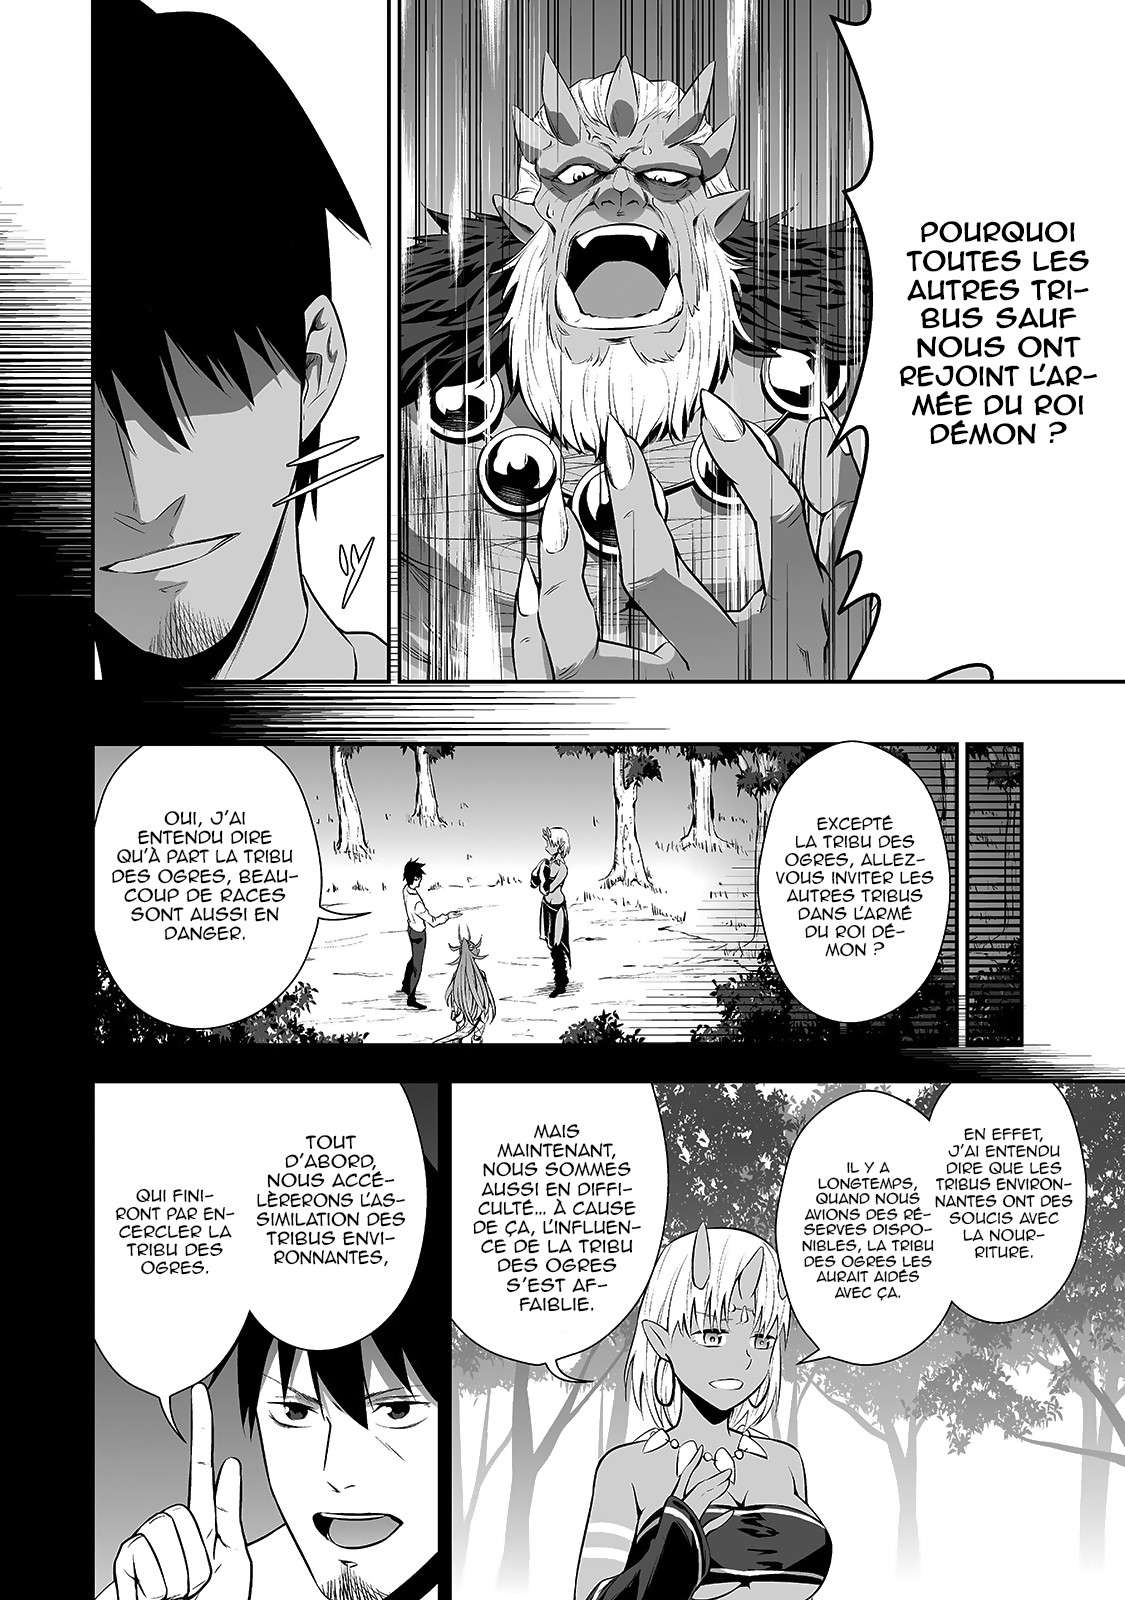 POURQUOI
TOUTES LES
AUTRES TRI-
BUS SAUF
NOUS ONT
REJOINT L'AR-
MÉE DU ROI
DÉMON ?
EXCEPTÉ
LA TRIBU DES
OGRES, ALLEZ-
VOUS INVITER LES
AUTRES TRIBUS
DANS L'ARMÉ
DU ROI DÉ-
MON ?
OUI, J'AI
ENTENDU DIRE
QU'À PART LA TRIBU
DES OGRES, BEAU-
COUP DE RACES
SONT AUSSI EN
DANGER.
EN EFFET,
J'AI ENTENDU
DIRE QUE LES
TRIBUS ENVIRON-
NANTES ONT DES
SOUCIS AVEC
LA NOUR-
RITURE.
IL Y A
LONGTEMPS,
QUAND NOUS
AVIONS DES RÉ-
SERVES DISPO-
NIBLES, LA TRIBU
DES OGRES LES
AURAIT AIDÉS
AVEC ÇA.
MAIS
MAINTENANT,
NOUS SOMMES
AUSSI EN DIFFI-
CULTÉ... À CAUSE
DE ÇA, L'INFLUEN-
CE DE LA TRIBU
DES OGRES
S'EST AF-
FAIBLIE.
TOUT
D'ABORD,
NOUS ACCÉ-
LÈRERONS L'AS-
SIMILATION DES
TRIBUS ENVI-
RONNANTES,
QUI FINI-
RONT PAR EN-
CERCLER LA
TRIBU DES
OGRES.